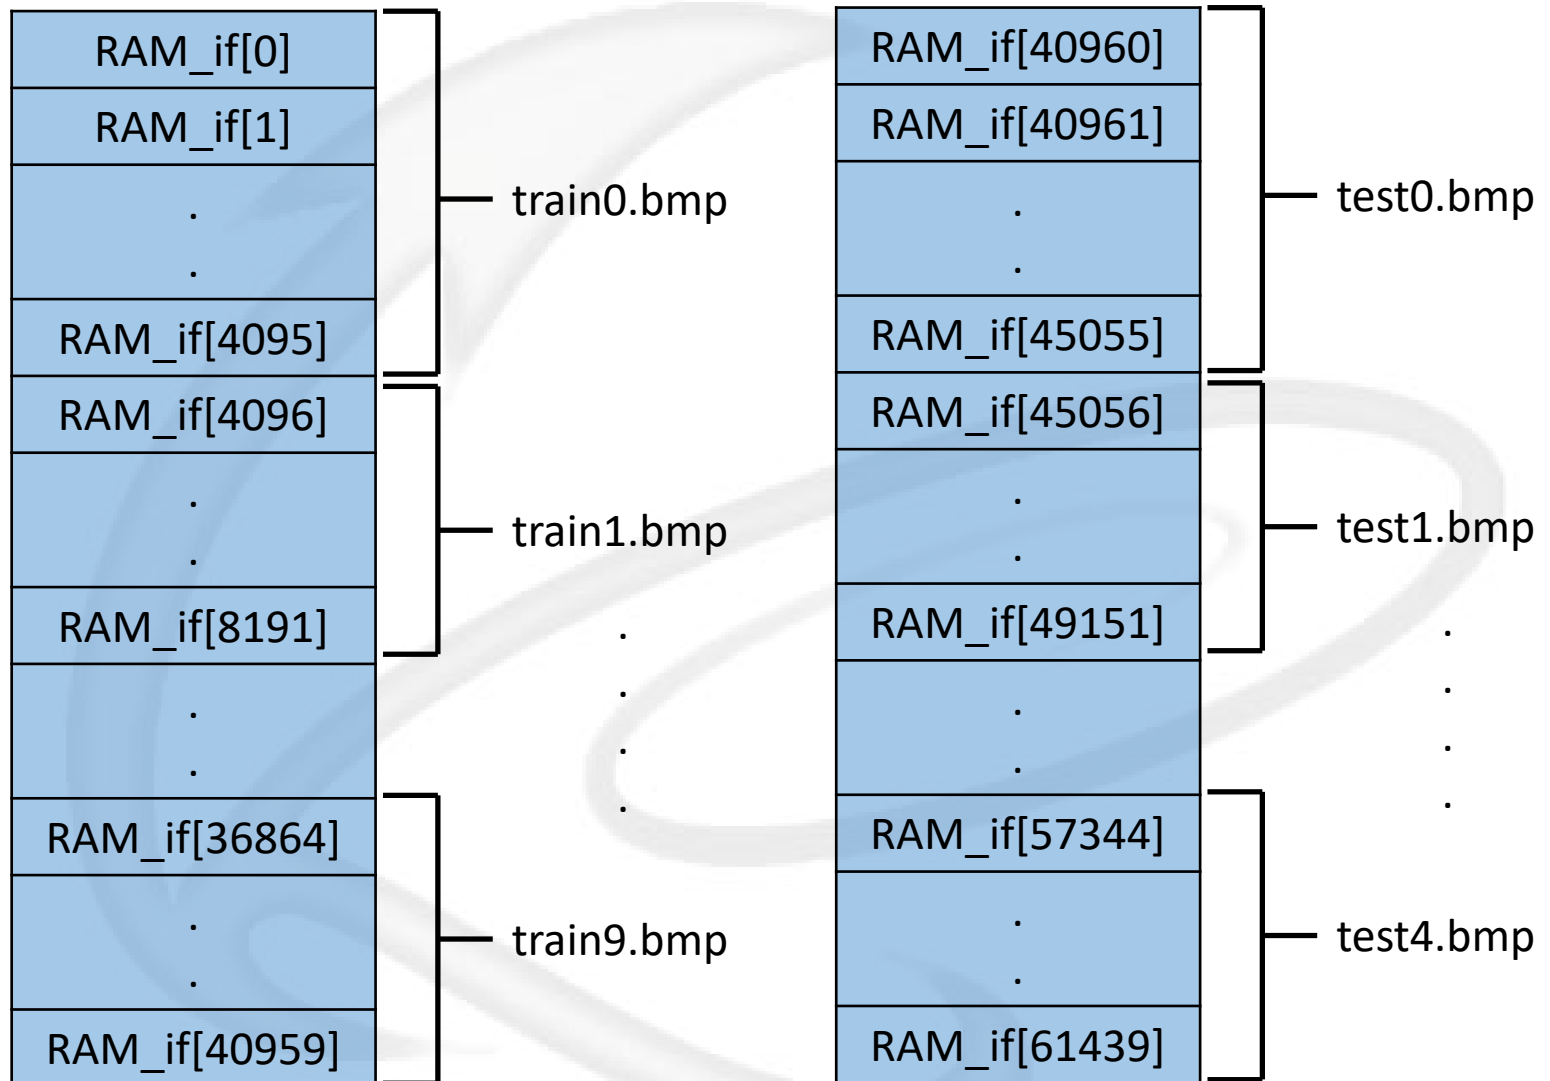 RAM_if[0]
RAM_if[1]
.
.
RAM_if[4095]
train0.bmp
RAM_if[4096]
.
.
RAM_if[8191]
train1.bmp
.
.
.
.
.
.
RAM_if[36864]
.
.
RAM_if[40959]
train9.bmp
RAM_if[40960]
RAM_if[40961]
.
.
RAM_if[45055]
test0.bmp
RAM_if[45056]
.
.
RAM_if[49151]
test1.bmp
.
.
.
.
.
.
RAM_if[57344]
.
.
RAM_if[61439]
test4.bmp